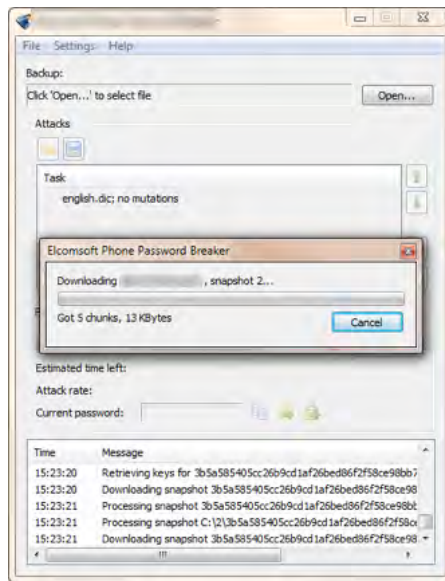 File Settings Help
Backup:
Click 'Open...' to select file
Open...
Attacks
Task
english.dic; no mutations
Elcomsoft Phone Password Breaker
Downloading , snapshot 2...
Got 5 chunks, 13 KBytes
Cancel
Estimated time left:
Attack rate:
Current password:
Time Message
15:23:20 Retrieving keys for 3b5a585405cc26b9cd1af26bed86f2f58ce98bb7
15:23:20 Downloading snapshot 3b5a585405cc26b9cd1af26bed86f2f58ce98
15:23:21 Processing snapshot 3b5a585405cc26b9cd1af26bed86f2f58ce98bb
15:23:21 Processing snapshot C:\2\3b5a585405cc26b9cd1af26bed86f2f58ce
15:23:21 Downloading snapshot 3b5a585405cc26b9cd1af26bed86f2f58ce98